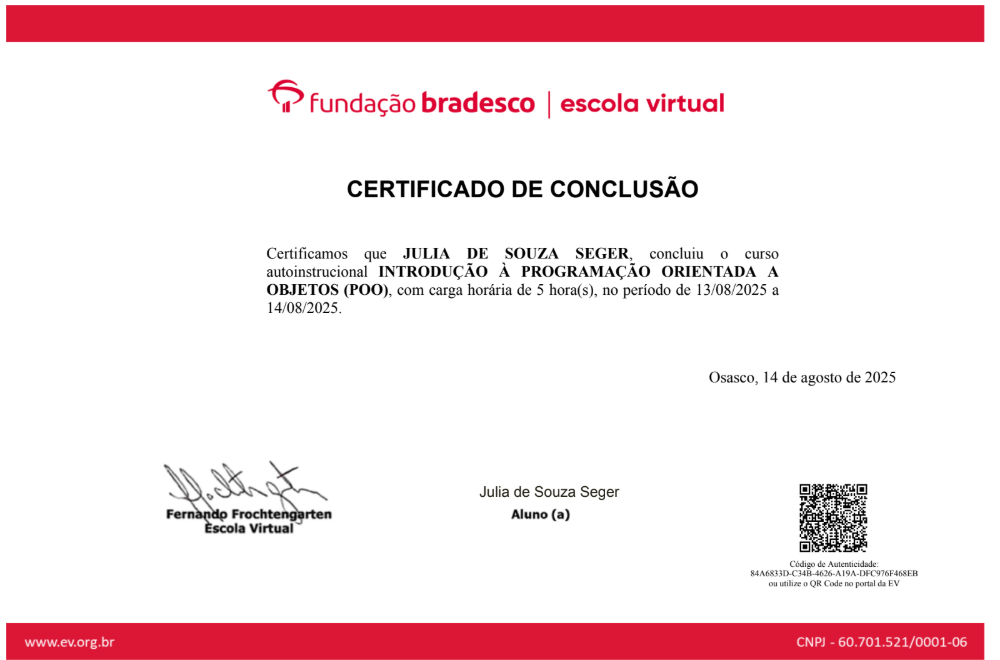 fundação bradesco | escola virtual
CERTIFICADO DE CONCLUSÃO
Certificamos que JULIA DE SOUZA SEGER, concluiu o curso
autoinstrucional INTRODUÇÃO À PROGRAMAÇÃO ORIENTADA A
OBJETOS (POO), com carga horária de 5 hora(s), no período de 13/08/2025 a
14/08/2025.
Osasco, 14 de agosto de 2025
Fernando Frochtengarten
Escola Virtual
Julia de Souza Seger
Aluno (a)
Código de Autenticidade:
84A6833D-C34B-4626-A19A-DFC976F468EB
ou utilize o QR Code no portal da EV
www.ev.org.br
CNPJ - 60.701.521/0001-06